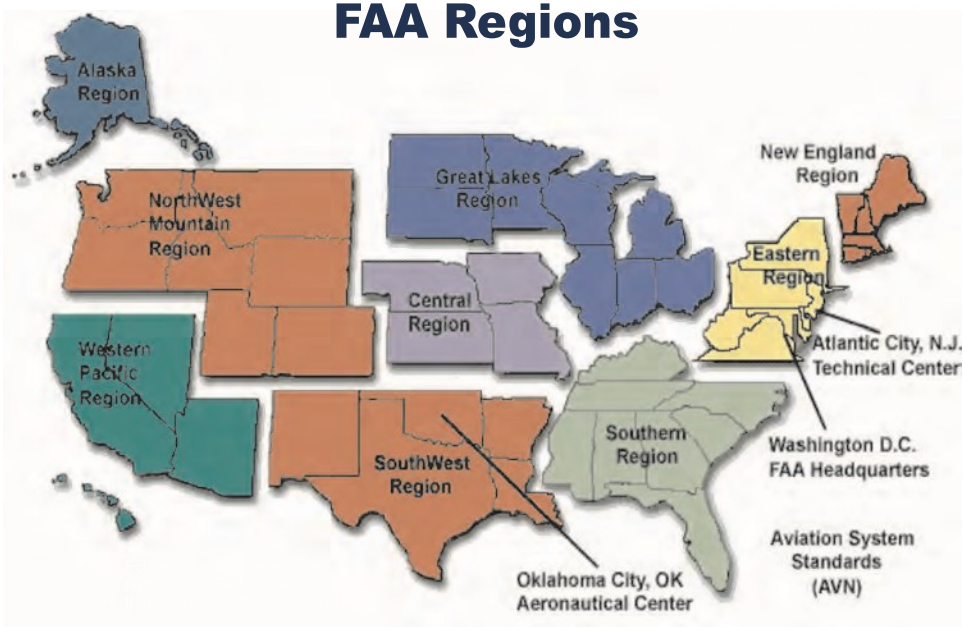 FAA Regions
Alaska
Region
New England
Region
Great Lakes
Region
NorthWest
Mountain
Region
Eastern
Region
Central
Region
Western
Pacific
Region
Atlantic City, N.J.
Technical Center
Southern
Region
Washington D.C.
FAA Headquarters
SouthWest
Region
Aviation System
Standards
(AVN)
Oklahoma City, OK
Aeronautical Center